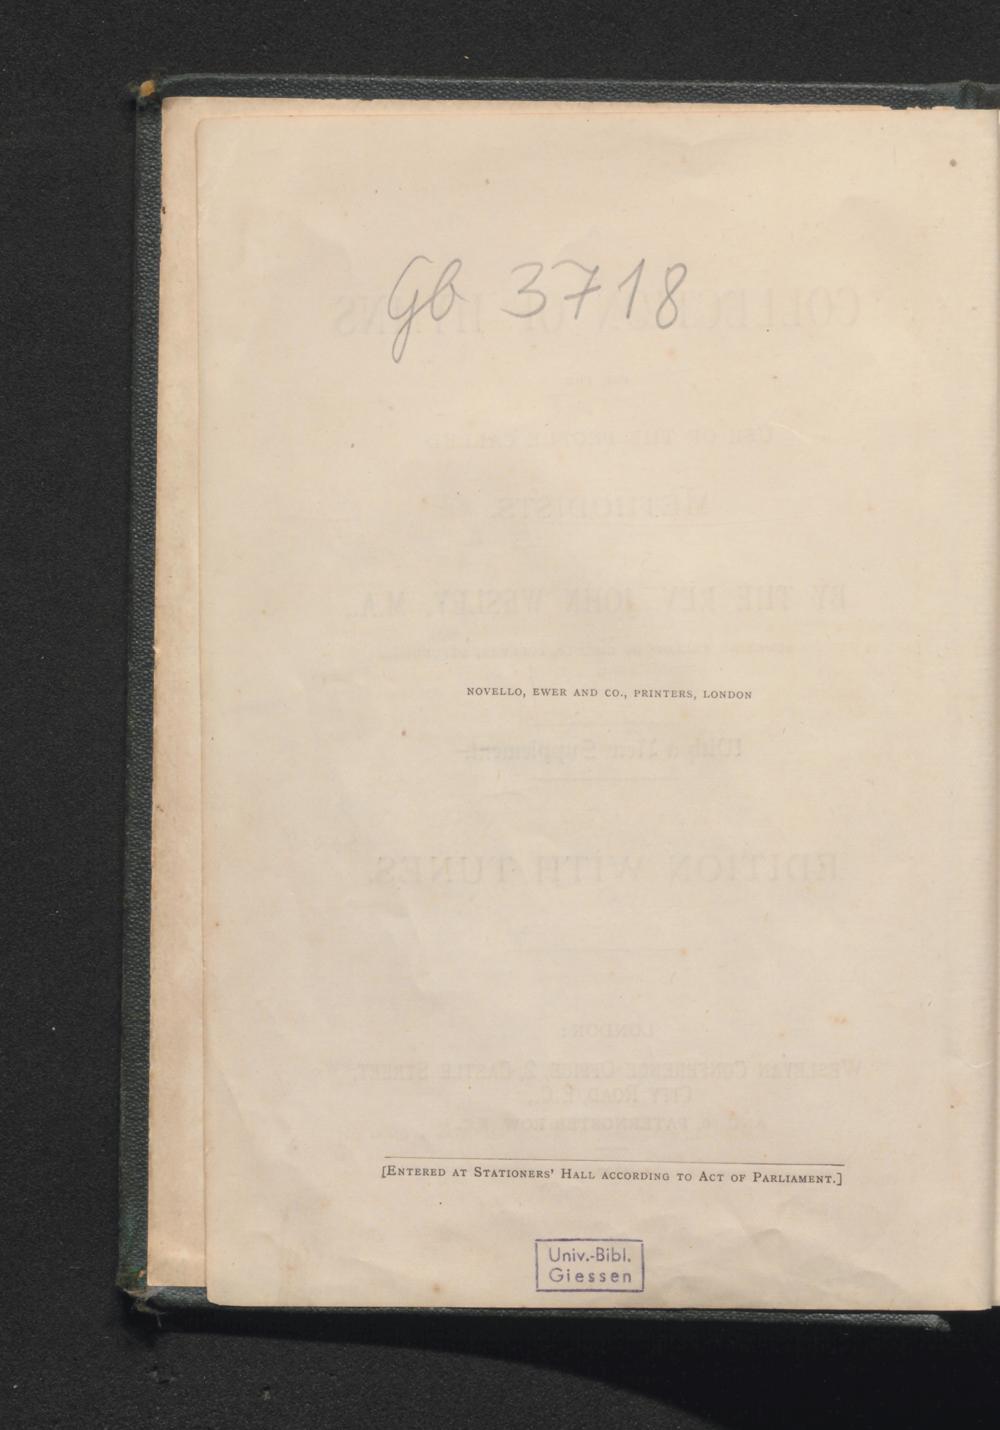 Gb 3718
NOVELLO, EWER AND CO., PRINTERS, LONDON
[ENTERED AT STATIONERS' HALL ACCORDING TO ACT OF PARLIAMENT.]
Univ.-Bibl.
Giessen